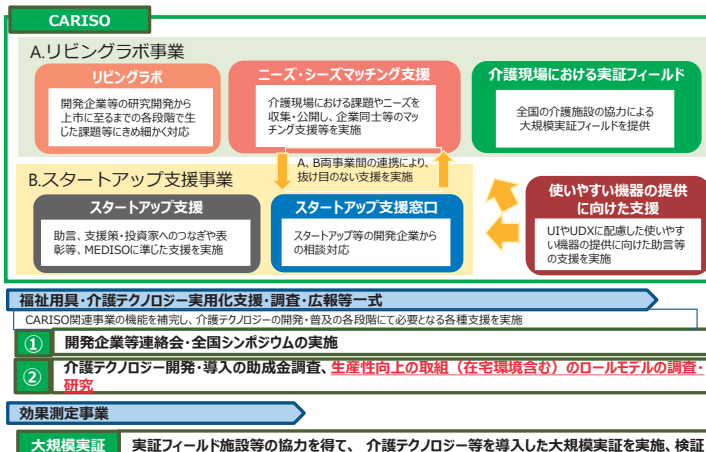 CARISO
A.リビングラボ事業
リビングラボ
開発企業等の研究開発から
上市に至るまでの各段階で生
じた課題等にきめ細かく対応
ニーズ・シーズマッチング支援
介護現場における課題やニーズを
収集・公開し、企業同士等のマッ
チング支援等を実施
介護現場における実証フィールド
全国の介護施設の協力による
大規模実証フィールドを提供
A、B両事業間の連携により、
抜け目のない支援を実施
B.スタートアップ支援事業
スタートアップ支援
助言、支援策・投資家へのつなぎや表
彰等、MEDISOに準じた支援を実施
スタートアップ支援窓口
スタートアップ等の開発企業から
の相談対応
使いやすい機器の提供
に向けた支援
UIやUDXに配慮した使いやす
い機器の提供に向けた助言等
の支援を実施
福祉用具・介護テクノロジー実用化支援・調査・広報等一式
CARISO関連事業の機能を補完し、介護テクノロジーの開発・普及の各段階にて必要となる各種支援を実施
① 開発企業等連絡会・全国シンポジウムの実施
② 介護テクノロジー開発・導入の助成金調査、生産性向上の取組（在宅環境含む）のロールモデルの調査・
研究
効果測定事業
大規模実証 実証フィールド施設等の協力を得て、 介護テクノロジー等を導入した大規模実証を実施、検証